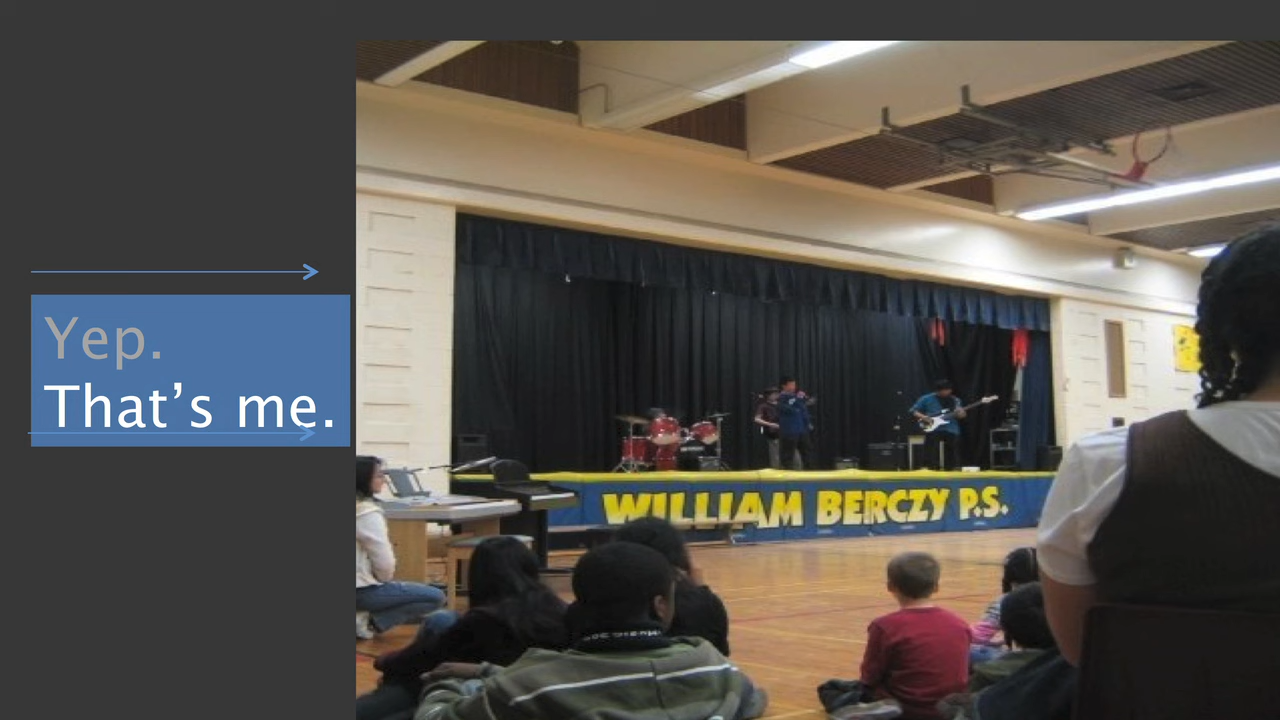 Yep.
That’s me.
WILLIAM BERCZY P.S.